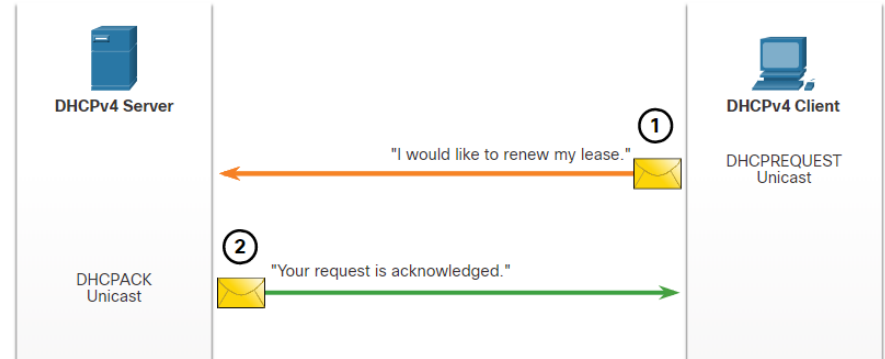 DHCPv4 Server
DHCPv4 Client
1
"I would like to renew my lease."
DHCPREQUEST
Unicast
2
"Your request is acknowledged."
DHCPACK
Unicast